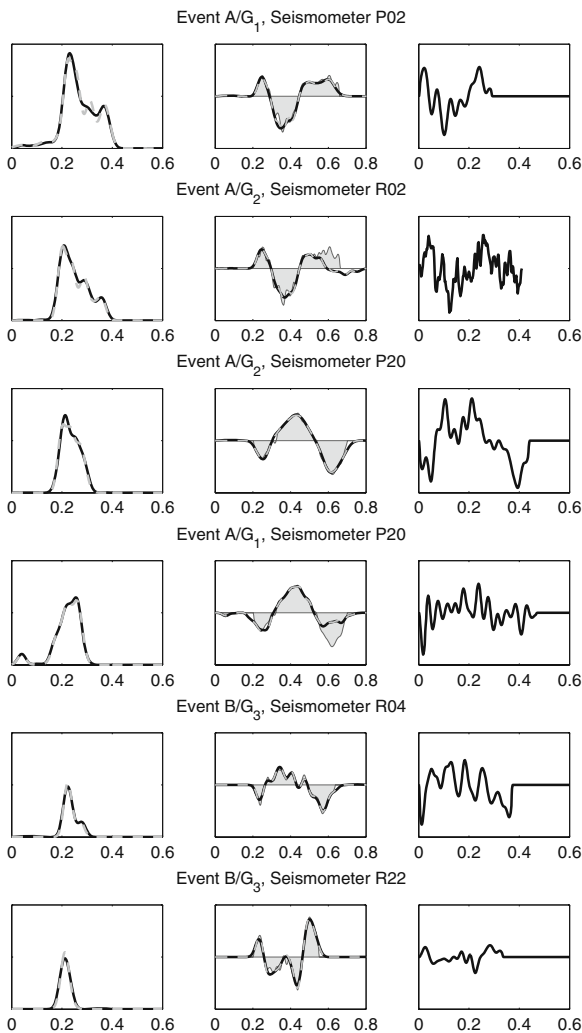 Event A/G1, Seismometer P02
0 0.2 0.4 0.6 0 0.2 0.4 0.6 0.8 0 0.2 0.4 0.6
Event A/G2, Seismometer R02
0 0.2 0.4 0.6 0 0.2 0.4 0.6 0.8 0 0.2 0.4 0.6
Event A/G2, Seismometer P20
0 0.2 0.4 0.6 0 0.2 0.4 0.6 0.8 0 0.2 0.4 0.6
Event A/G1, Seismometer P20
0 0.2 0.4 0.6 0 0.2 0.4 0.6 0.8 0 0.2 0.4 0.6
Event B/G3, Seismometer R04
0 0.2 0.4 0.6 0 0.2 0.4 0.6 0.8 0 0.2 0.4 0.6
Event B/G3, Seismometer R22
0 0.2 0.4 0.6 0 0.2 0.4 0.6 0.8 0 0.2 0.4 0.6